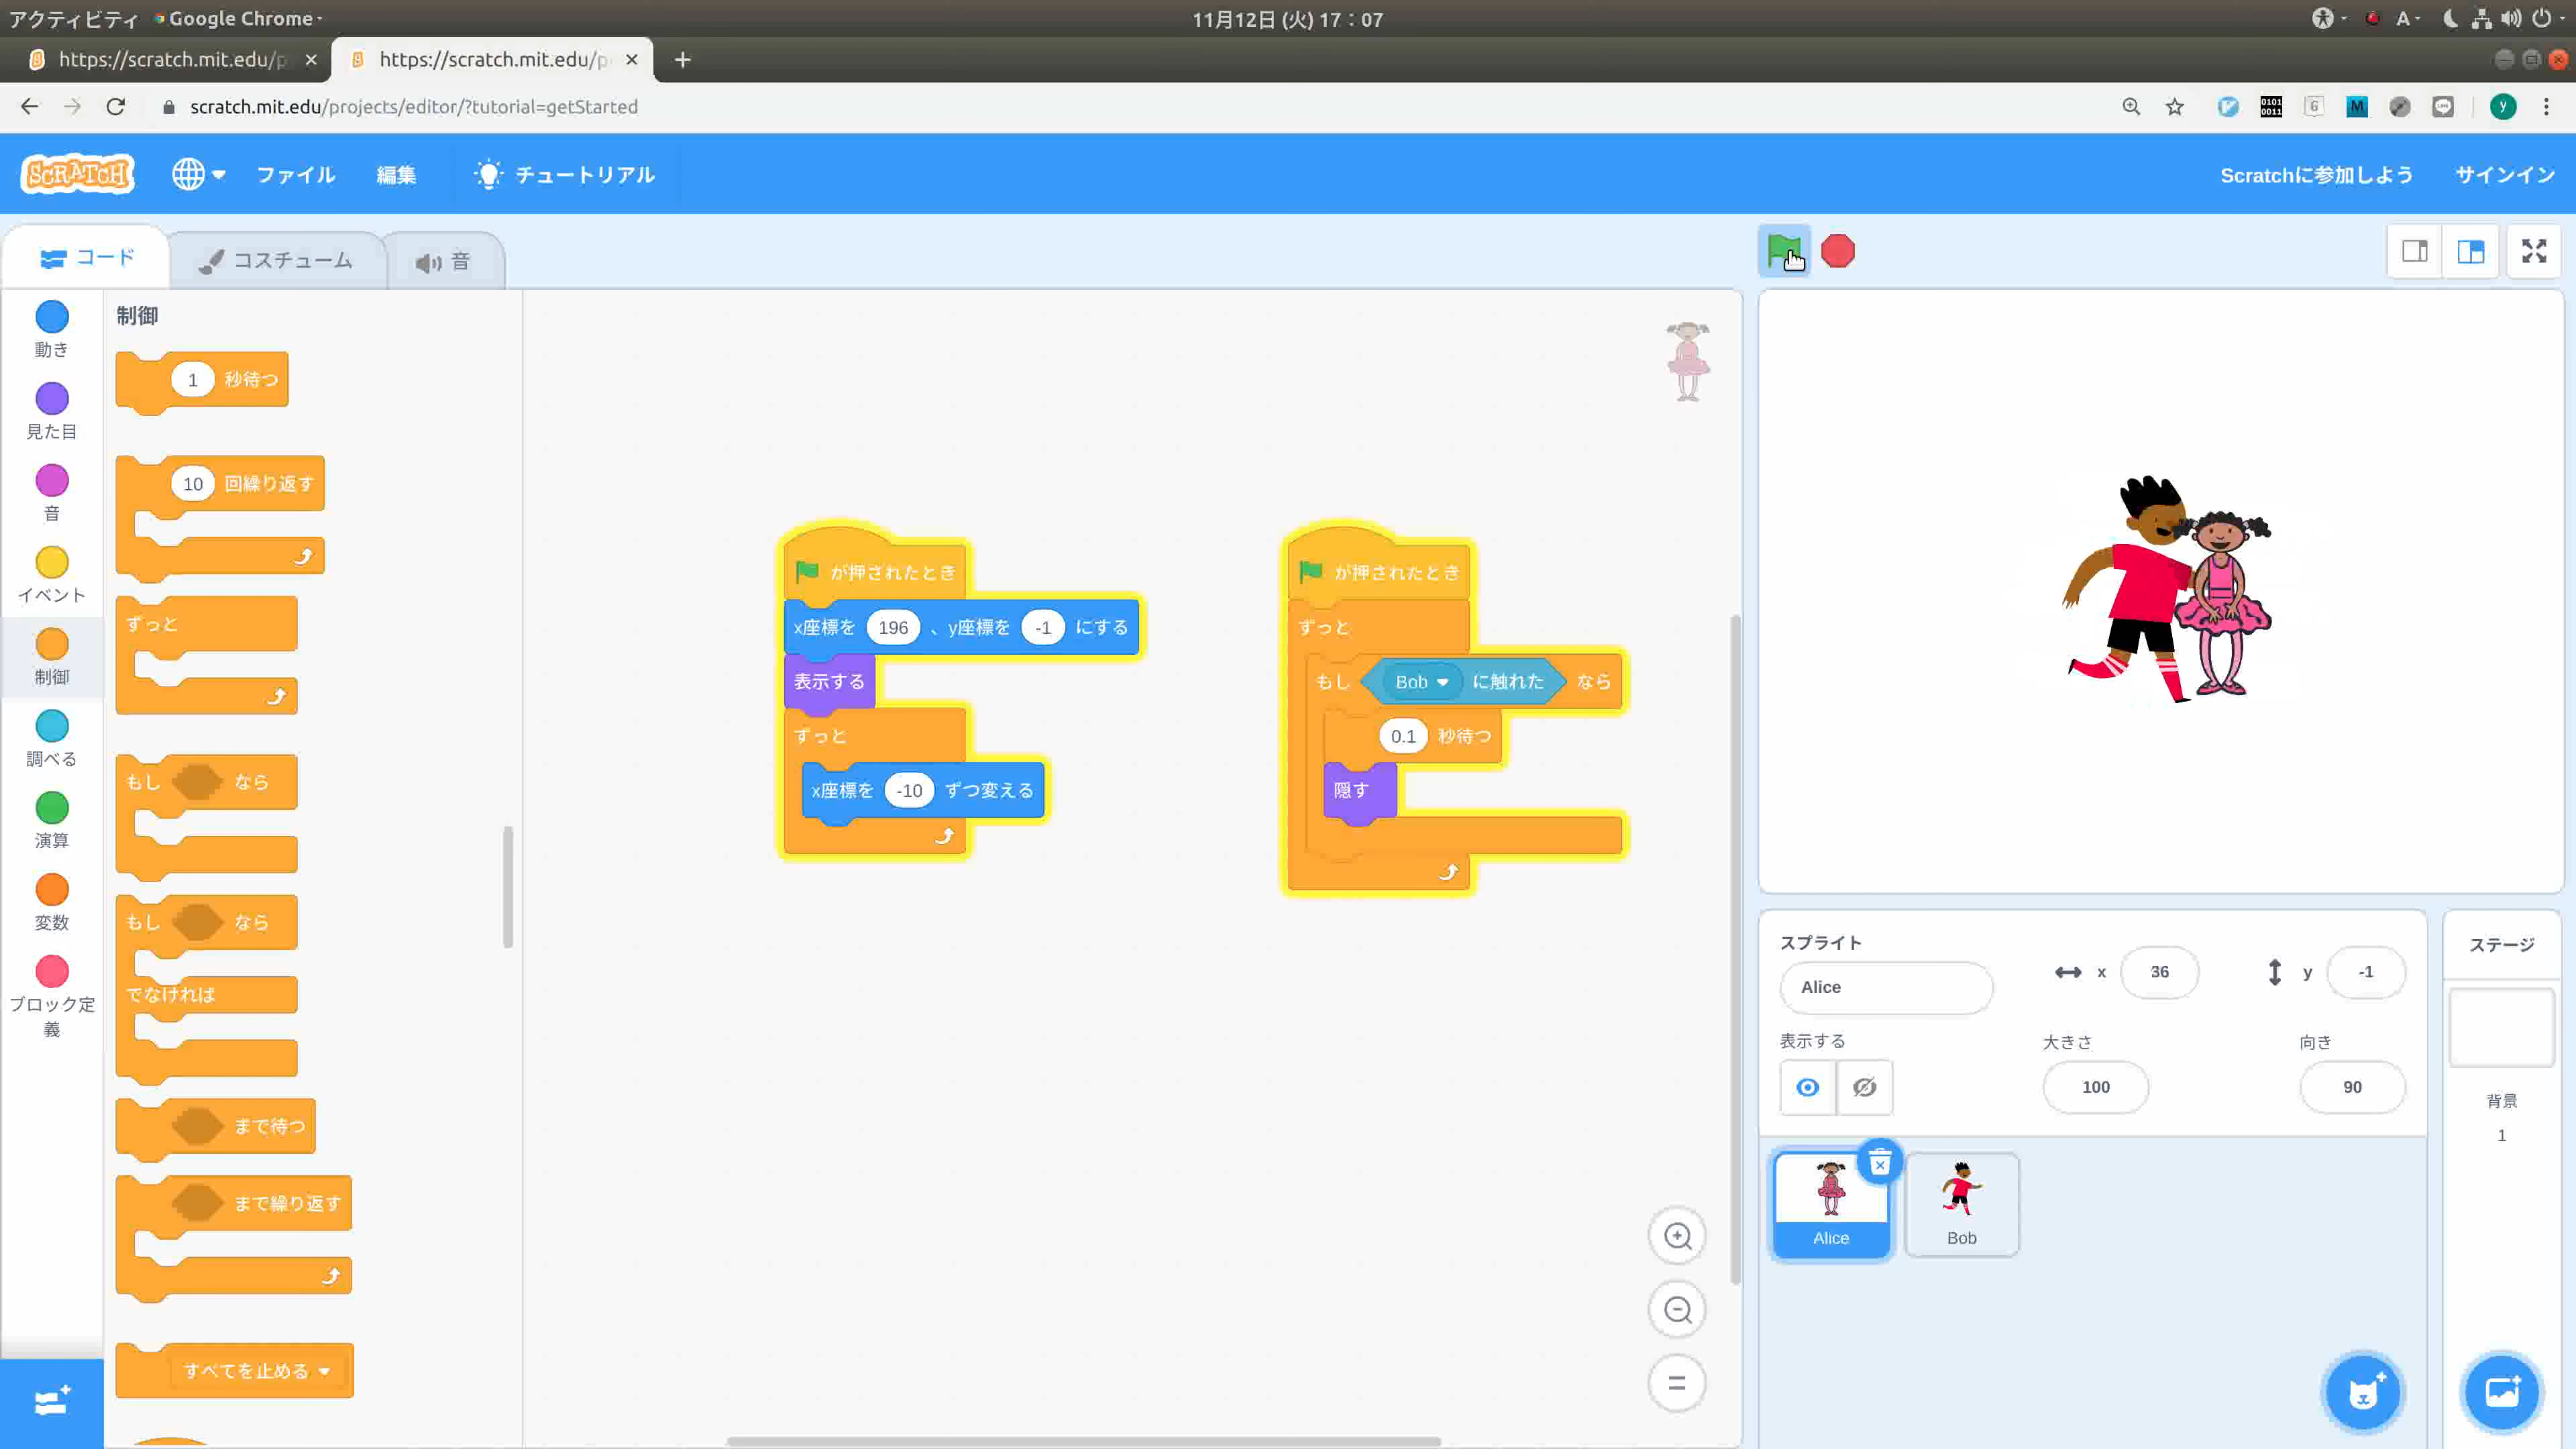 アクティビティ Google Chrome
11月12日 (火) 17：07
A
https://scratch.mit.edu/p
https://scratch.mit.edu/p
scratch.mit.edu/projects/editor/?tutorial=getStarted
0101 0011
G
M
y
SCRATCH
ファイル
編集
チュートリアル
Scratchに参加しよう
サインイン
コード
コスチューム
音
動き
見た目
音
イベント
制御
調べる
演算
変数
ブロック定
義
制御
1 秒待つ
10 回繰り返す
ずっと
もし なら
もし なら
でなければ
まで待つ
まで繰り返す
すべてを止める
が押されたとき
x座標を 196 、y座標を -1 にする
表示する
ずっと
x座標を -10 ずつ変える
が押されたとき
ずっと
もし Bob に触れた なら
0.1 秒待つ
隠す
スプライト
Alice
x 36
y -1
表示する
大きさ
100
向き
90
Alice
Bob
ステージ
背景
1